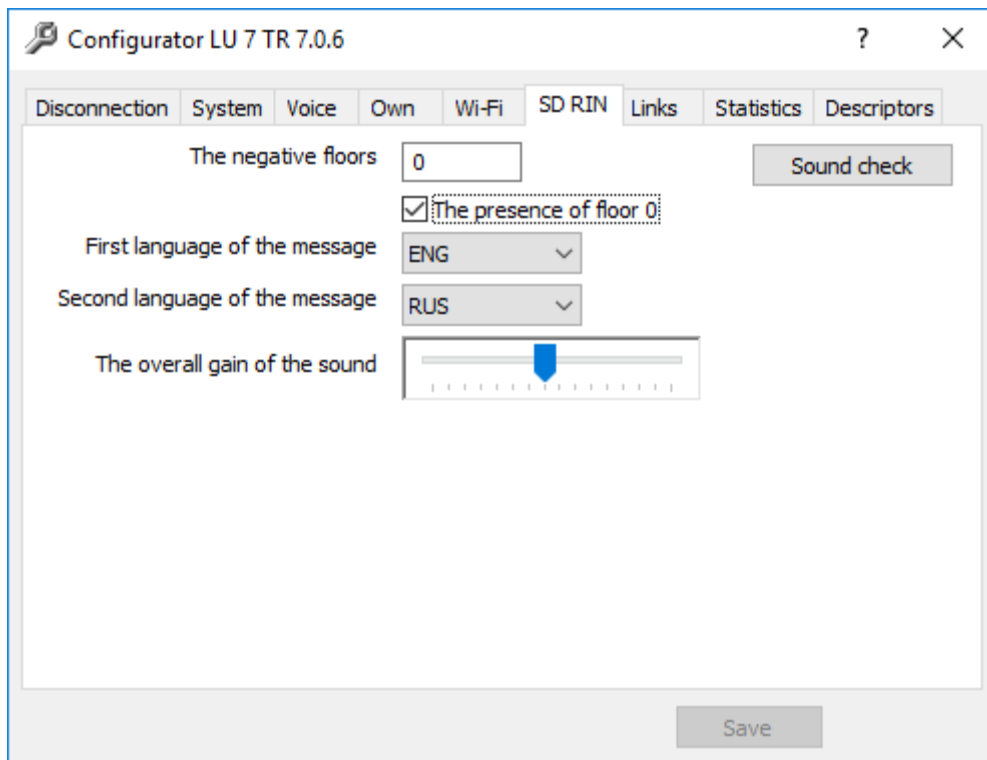 Configurator LU 7 TR 7.0.6
Disconnection System Voice Own Wi-Fi SD RIN Links Statistics Descriptors
The negative floors 0 Sound check
The presence of floor 0
First language of the message ENG
Second language of the message RUS
The overall gain of the sound
Save